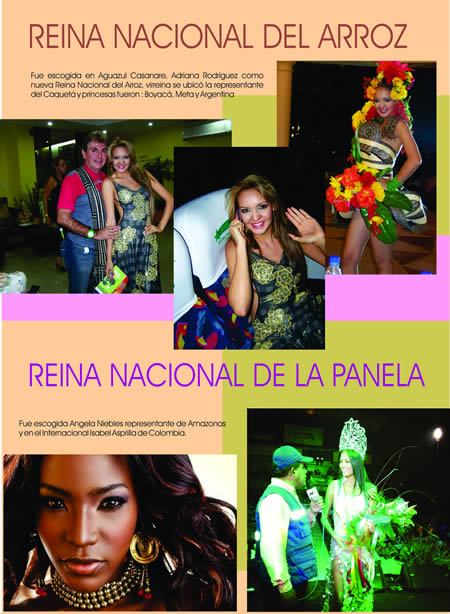 REINA NACIONAL DEL ARROZ
Fue escogida en Aguazul Casanare, Adriana Rodríguez como
nueva Reina Nacional del Arroz, virreina se ubicó la representante
del Caquetá y princesas fueron : Boyacá, Meta y Argentina
REINA NACIONAL DE LA PANELA
Fue escogida Angela Niebles representante de Amazonas
y en el Internacional Isabel Asprilla de Colombia.